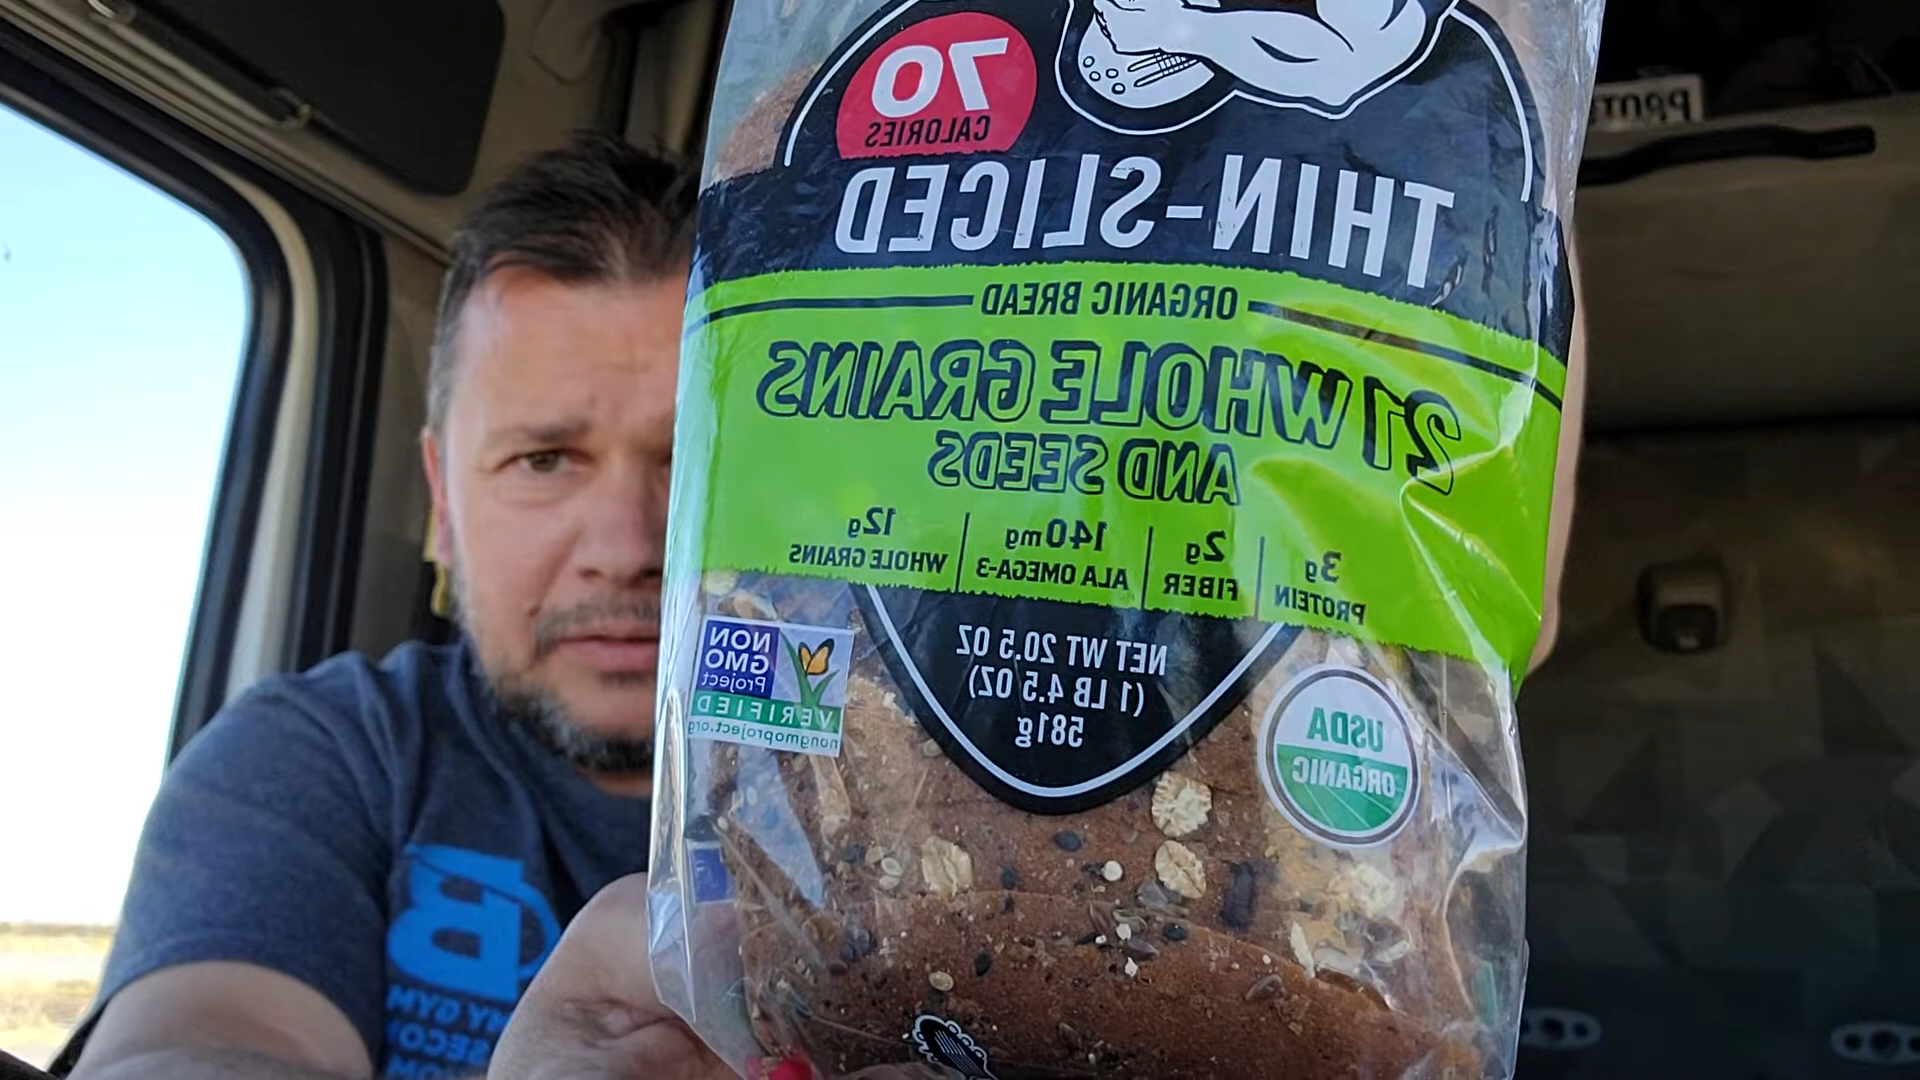 70
CALORIES
THIN-SLICED
ORGANIC BREAD
21 WHOLE GRAINS
AND SEEDS
3g
PROTEIN
2g
FIBER
140mg
ALA OMEGA-3
12g
WHOLE GRAINS
NET WT 20.5 OZ
(1 LB 4.5 OZ)
581g
USDA
ORGANIC
NON
GMO
Project
VERIFIED
nongmoproject.org
B
MY GYM